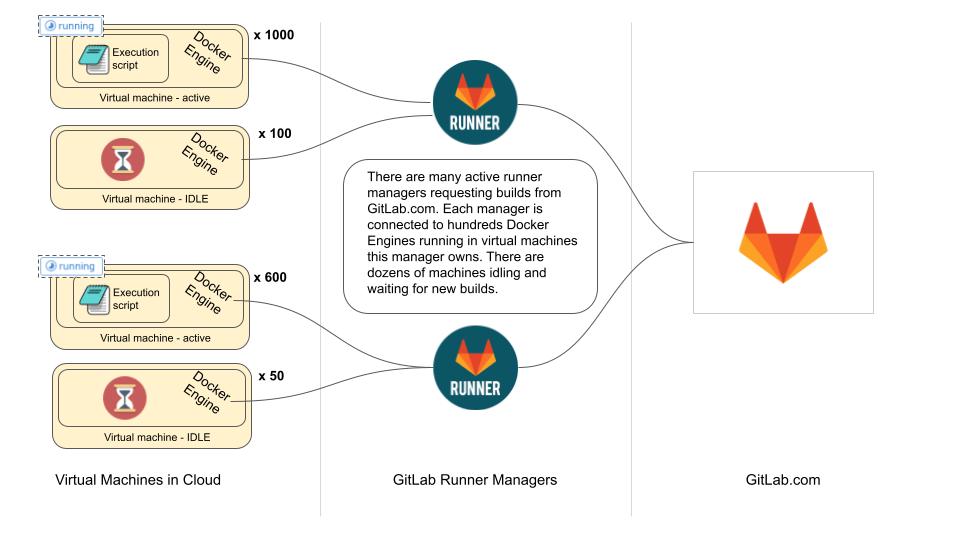 running
Execution
script
Docker
Engine
Virtual machine - active
x 1000
Docker
Engine
Virtual machine - IDLE
x 100
running
Execution
script
Docker
Engine
Virtual machine - active
x 600
Docker
Engine
Virtual machine - IDLE
x 50
Virtual Machines in Cloud
RUNNER
There are many active runner
managers requesting builds from
GitLab.com. Each manager is
connected to hundreds Docker
Engines running in virtual machines
this manager owns. There are
dozens of machines idling and
waiting for new builds.
RUNNER
GitLab Runner Managers
GitLab.com